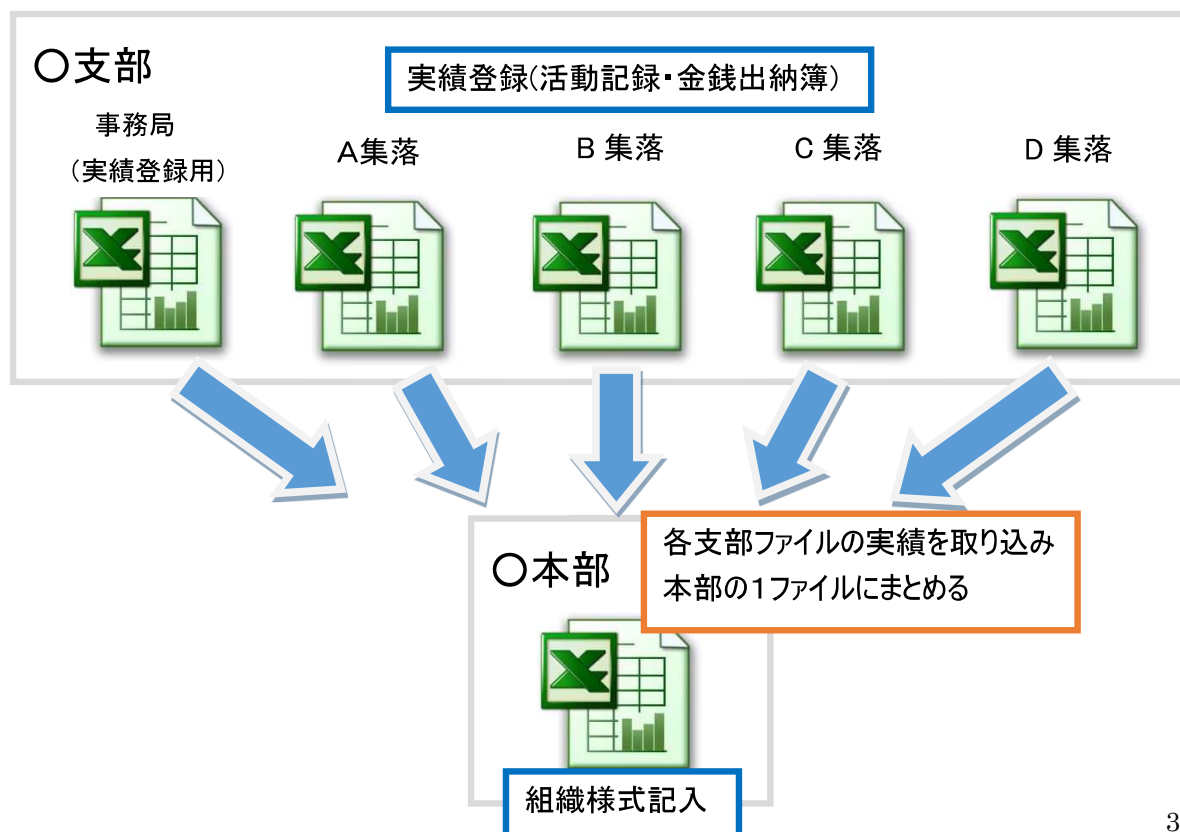 〇支部
実績登録(活動記録・金銭出納簿)
事務局
(実績登録用)
A集落
B 集落
C 集落
D 集落
〇本部
各支部ファイルの実績を取り込み
本部の1ファイルにまとめる
組織様式記入
3